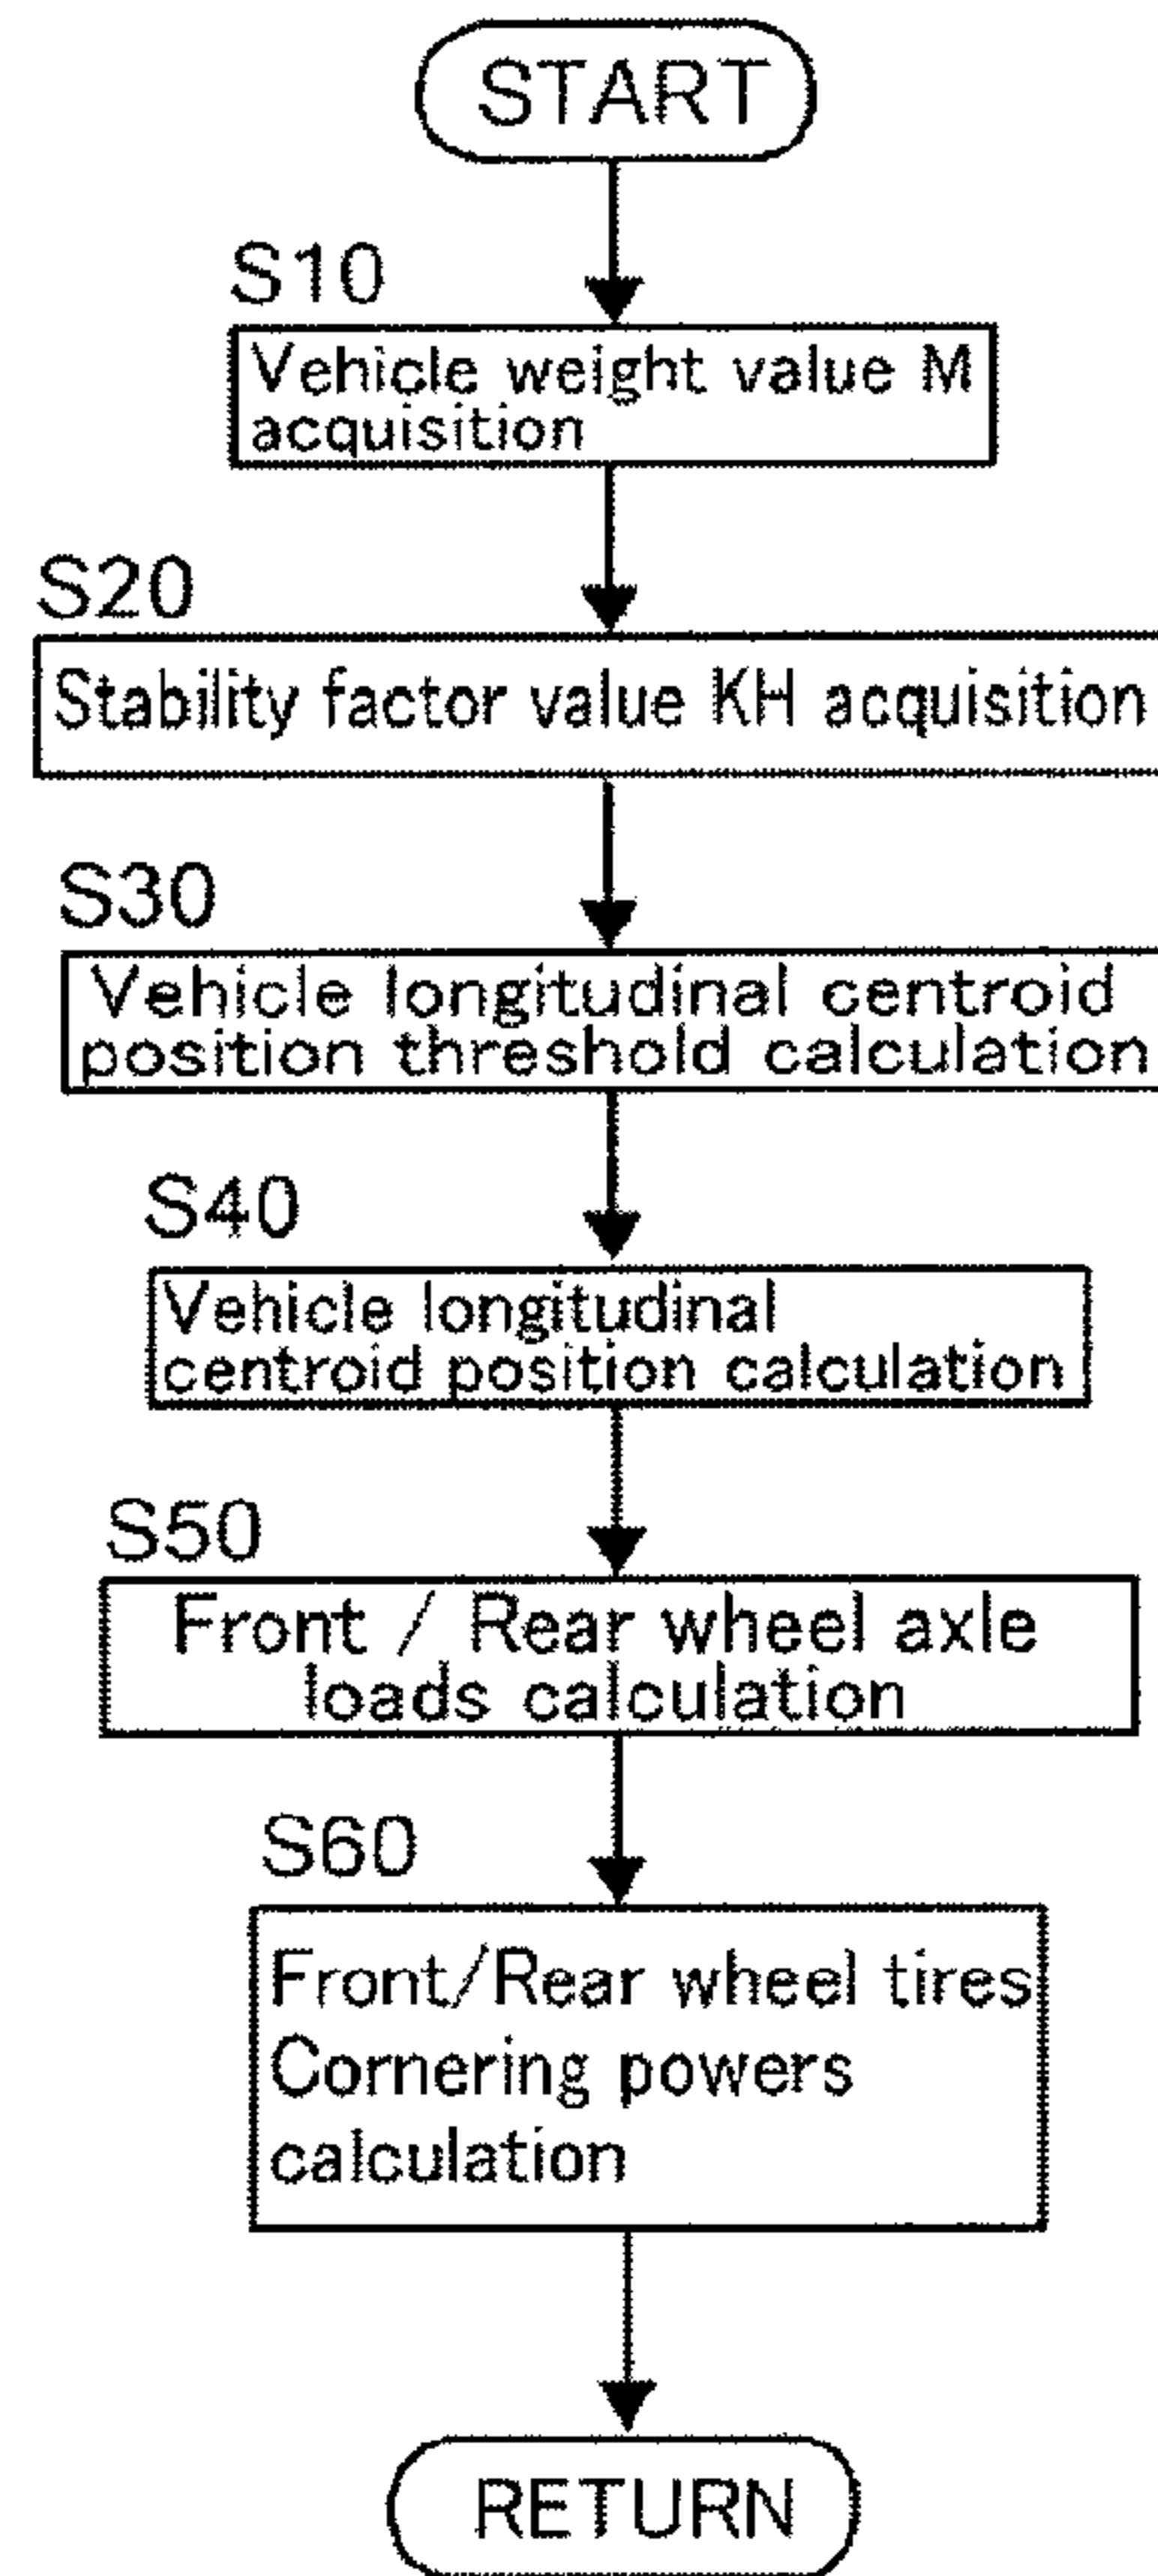 START
S10
Vehicle weight value M
acquisition
S20
Stability factor value KH acquisition
S30
Vehicle longitudinal centroid
position threshold calculation
S40
Vehicle longitudinal
centroid position calculation
S50
Front / Rear wheel axle
loads calculation
S60
Front/Rear wheel tires
Cornering powers
calculation
RETURN